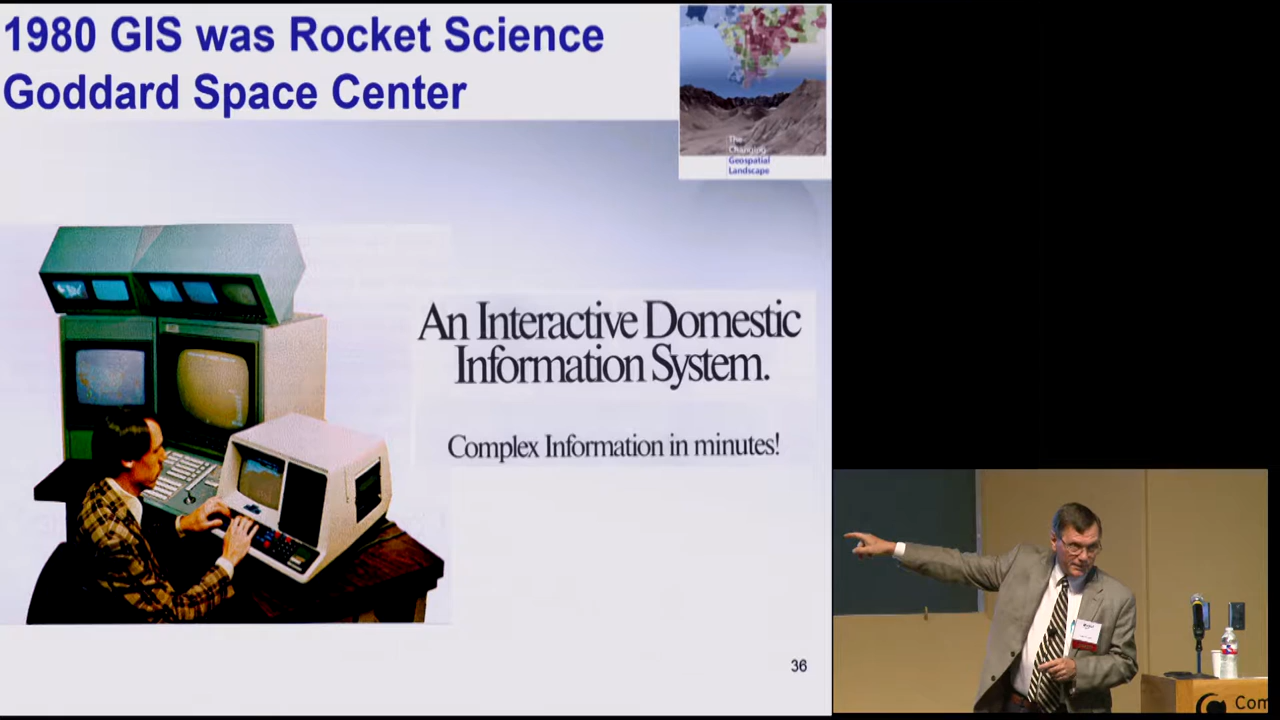 1980 GIS was Rocket Science
Goddard Space Center
The
Changing
Geospatial
Landscape
An Interactive Domestic
Information System.
Complex Information in minutes!
36
Com